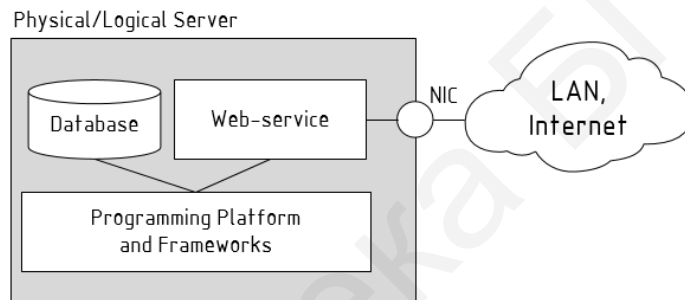 Physical/Logical Server
Database
Web-service
NIC
LAN,
Internet
Programming Platform
and Frameworks